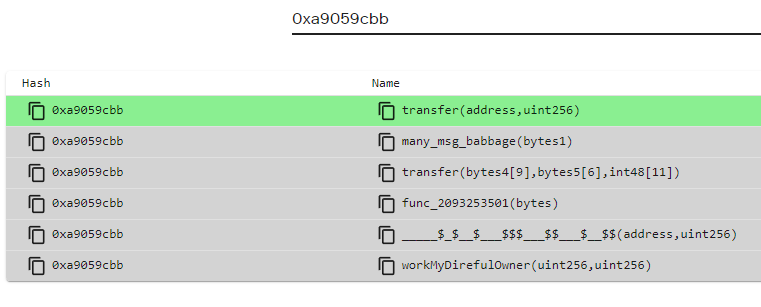 0xa9059cbb
Hash Name
0xa9059cbb transfer(address,uint256)
0xa9059cbb many_msg_babbage(bytes1)
0xa9059cbb transfer(bytes4[9],bytes5[6],int48[11])
0xa9059cbb func_2093253501(bytes)
0xa9059cbb _____$_$__$___$$$___$$___$__$$(address,uint256)
0xa9059cbb workMyDirefulOwner(uint256,uint256)